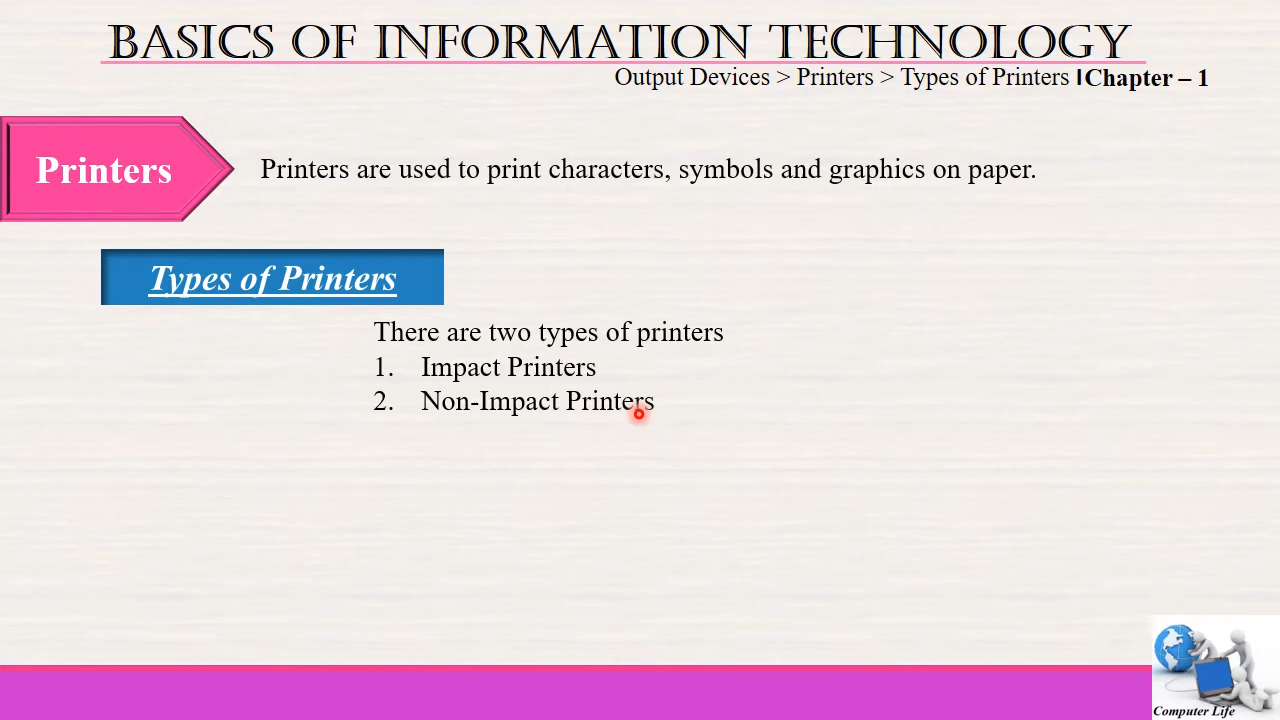 BASICS OF INFORMATION TECHNOLOGY
Output Devices > Printers > Types of Printers |Chapter – 1
Printers
Printers are used to print characters, symbols and graphics on paper.
Types of Printers
There are two types of printers
1. Impact Printers
2. Non-Impact Printers
Computer Life